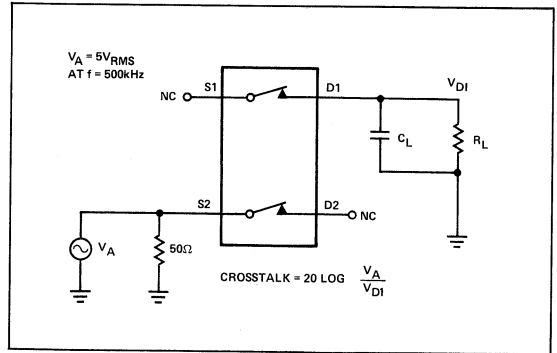 V_A = 5V_RMS
AT f = 500kHz
NC
S1
D1
V_D1
C_L
R_L
S2
D2
NC
V_A
50Ω
CROSSTALK = 20 LOG V_A / V_D1